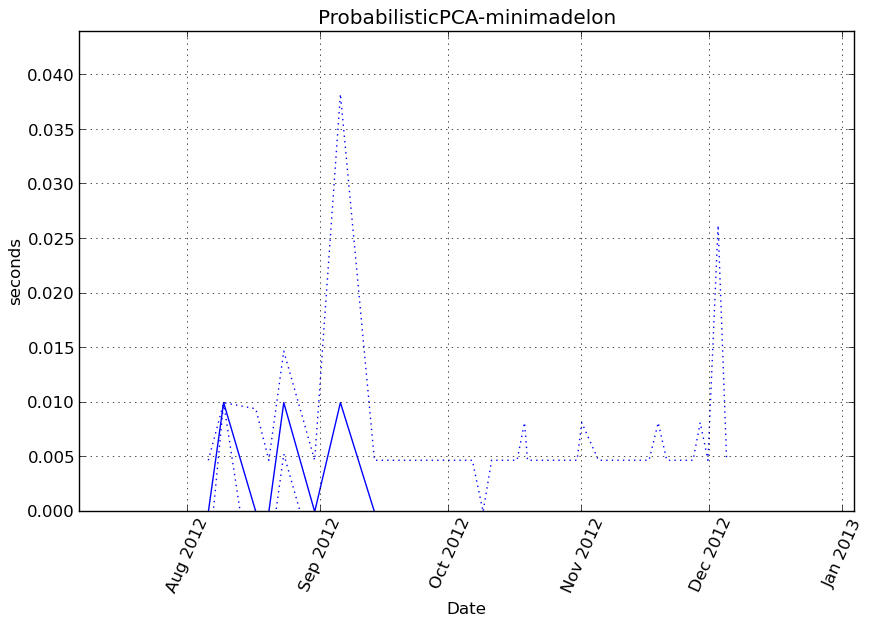 ProbabilisticPCA-minimadelon
0.040
0.035
0.030
0.025
0.020
0.015
0.010
0.005
0.000
seconds
Aug 2012
Sep 2012
Oct 2012
Nov 2012
Dec 2012
Jan 2013
Date